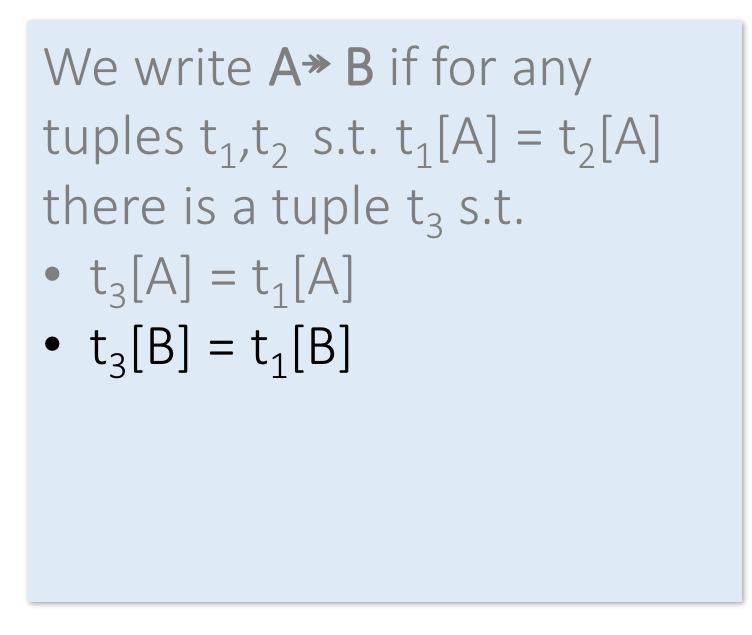 We write A↠ B if for any
tuples t₁,t₂ s.t. t₁[A] = t₂[A]
there is a tuple t₃ s.t.
• t₃[A] = t₁[A]
• t₃[B] = t₁[B]